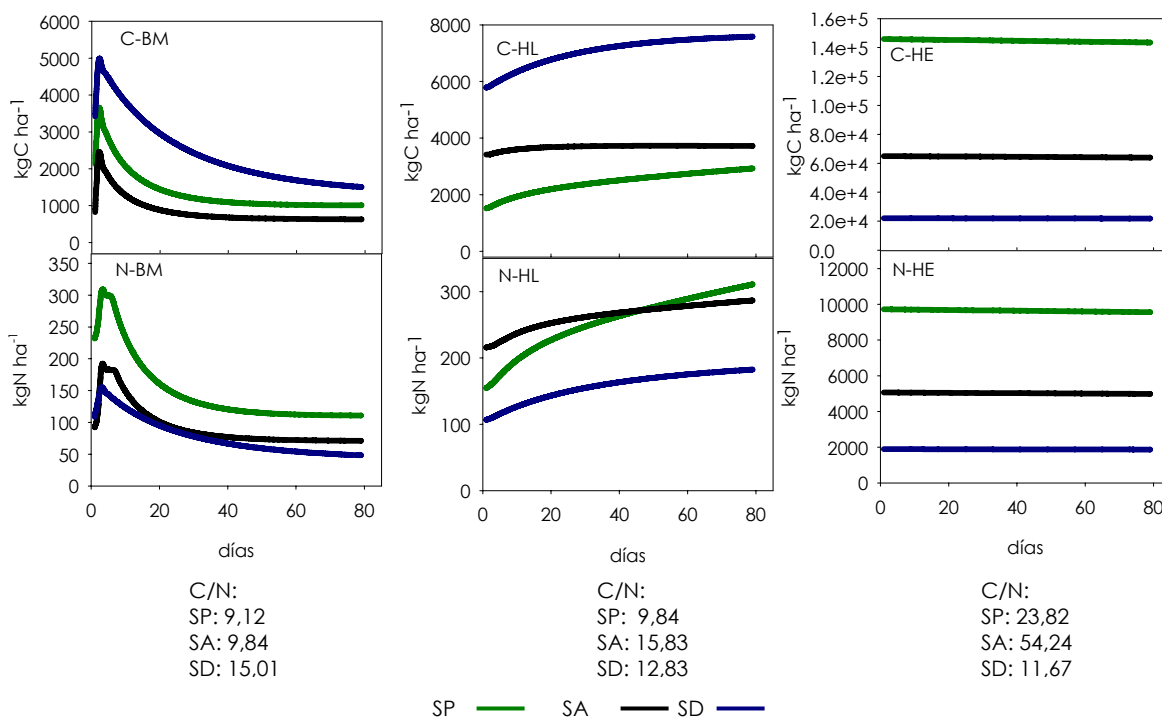 C-BM
6000
5000
4000
3000
2000
1000
0
kgC ha-1
C-HL
8000
6000
4000
2000
0
kgC ha-1
C-HE
1.6e+5
1.4e+5
1.2e+5
1.0e+5
8.0e+4
6.0e+4
4.0e+4
2.0e+4
0.0
kgC ha-1
N-BM
350
300
250
200
150
100
50
0
kgN ha-1
0 20 40 60 80
días
N-HL
300
200
100
0
kgN ha-1
0 20 40 60 80
días
N-HE
12000
10000
8000
6000
4000
2000
0
kgN ha-1
0 20 40 60 80
días
C/N:
SP: 9,12
SA: 9,84
SD: 15,01
C/N:
SP: 9,84
SA: 15,83
SD: 12,83
C/N:
SP: 23,82
SA: 54,24
SD: 11,67
SP SA SD